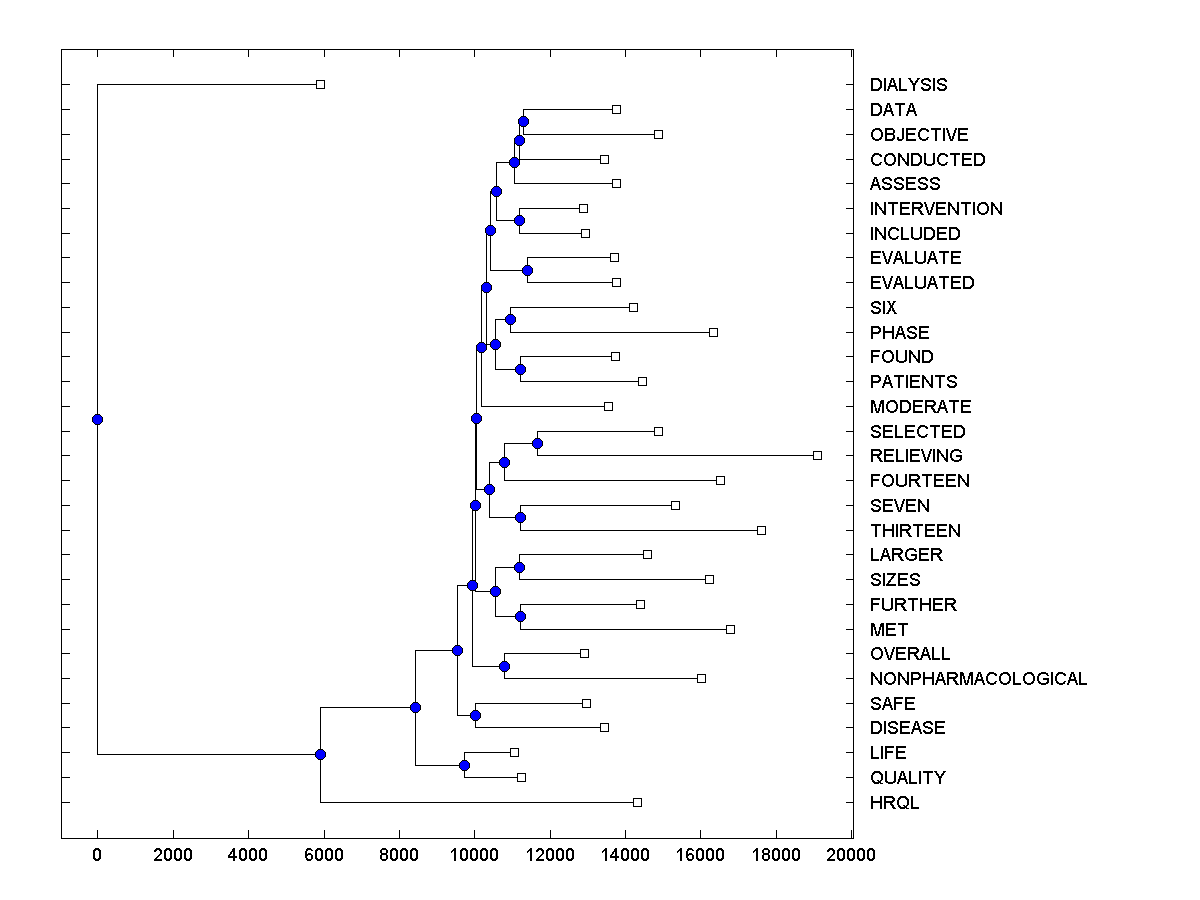 DIALYSIS
DATA
OBJECTIVE
CONDUCTED
ASSESS
INTERVENTION
INCLUDED
EVALUATE
EVALUATED
SIX
PHASE
FOUND
PATIENTS
MODERATE
SELECTED
RELIEVING
FOURTEEN
SEVEN
THIRTEEN
LARGER
SIZES
FURTHER
MET
OVERALL
NONPHARMACOLOGICAL
SAFE
DISEASE
LIFE
QUALITY
HRQL
0 2000 4000 6000 8000 10000 12000 14000 16000 18000 20000